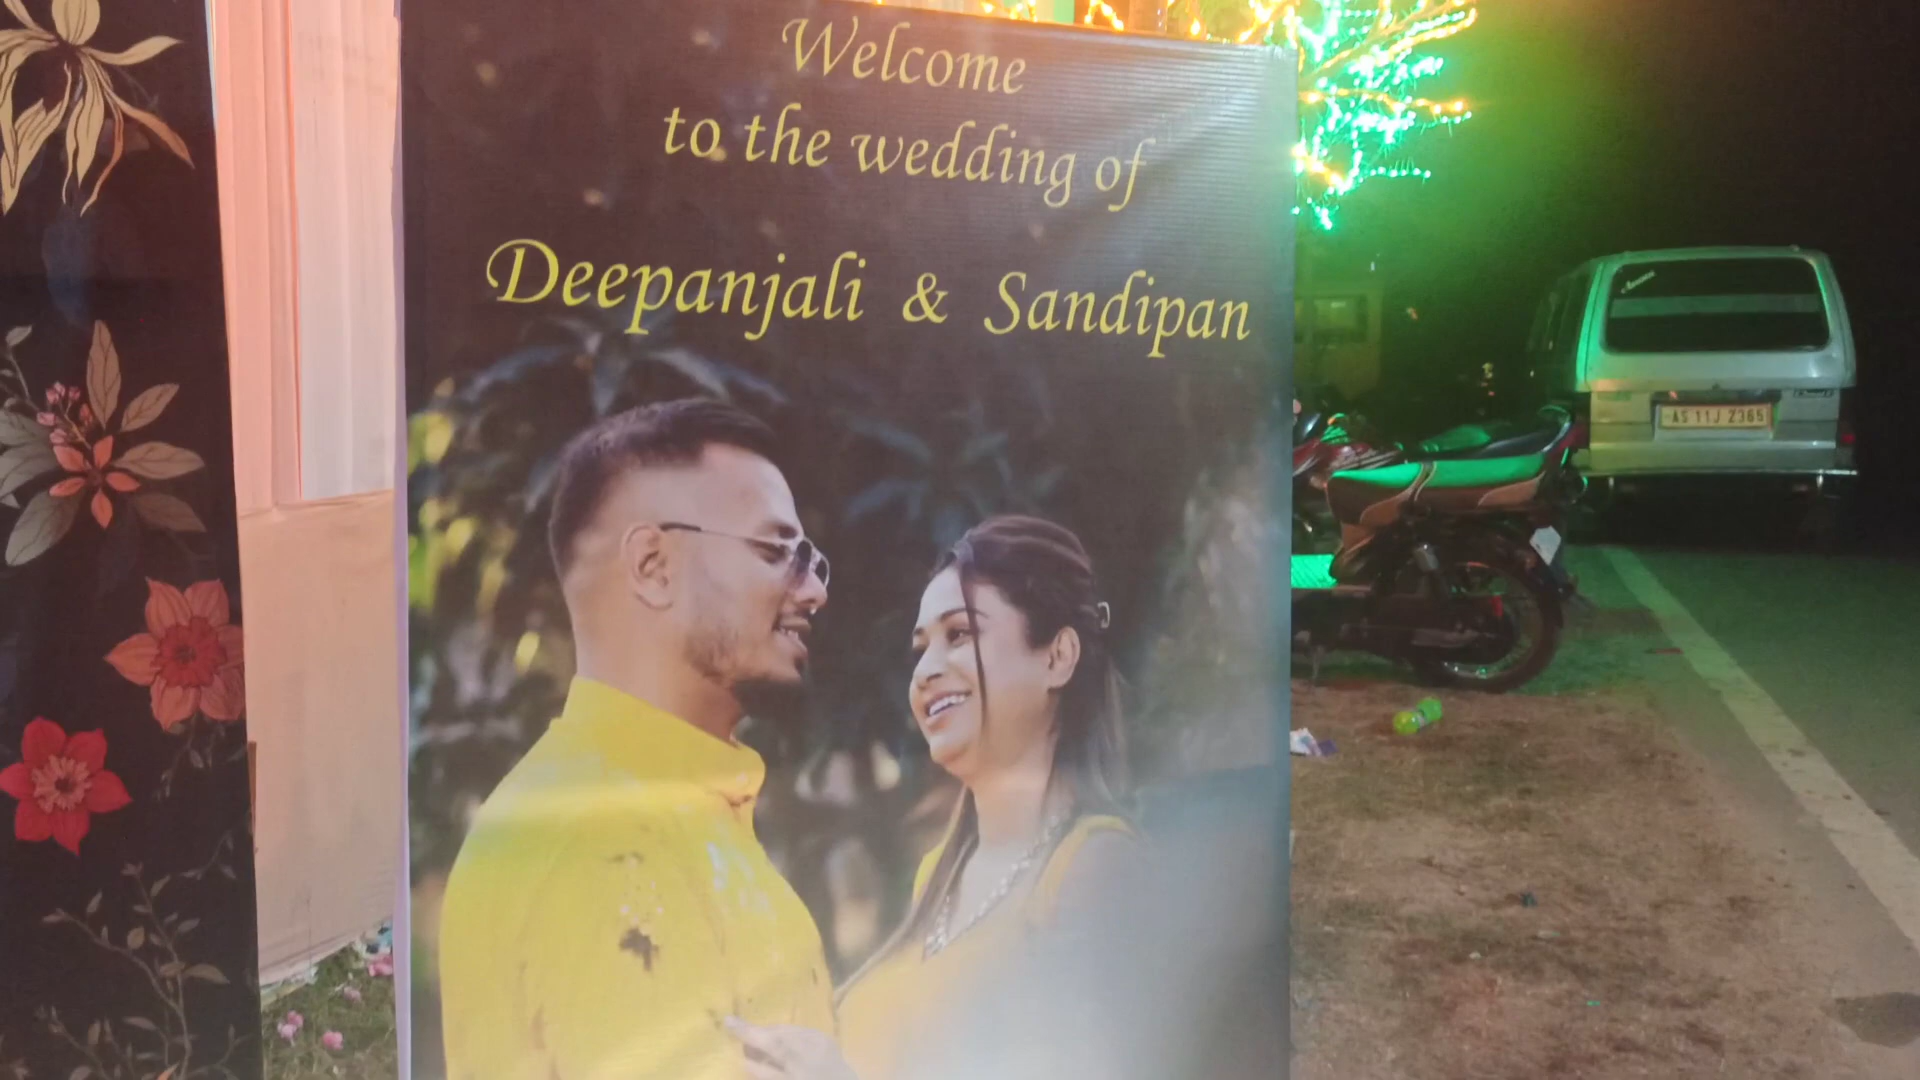 Welcome
to the wedding of
Deepanjali & Sandipan
AS 11J 2365